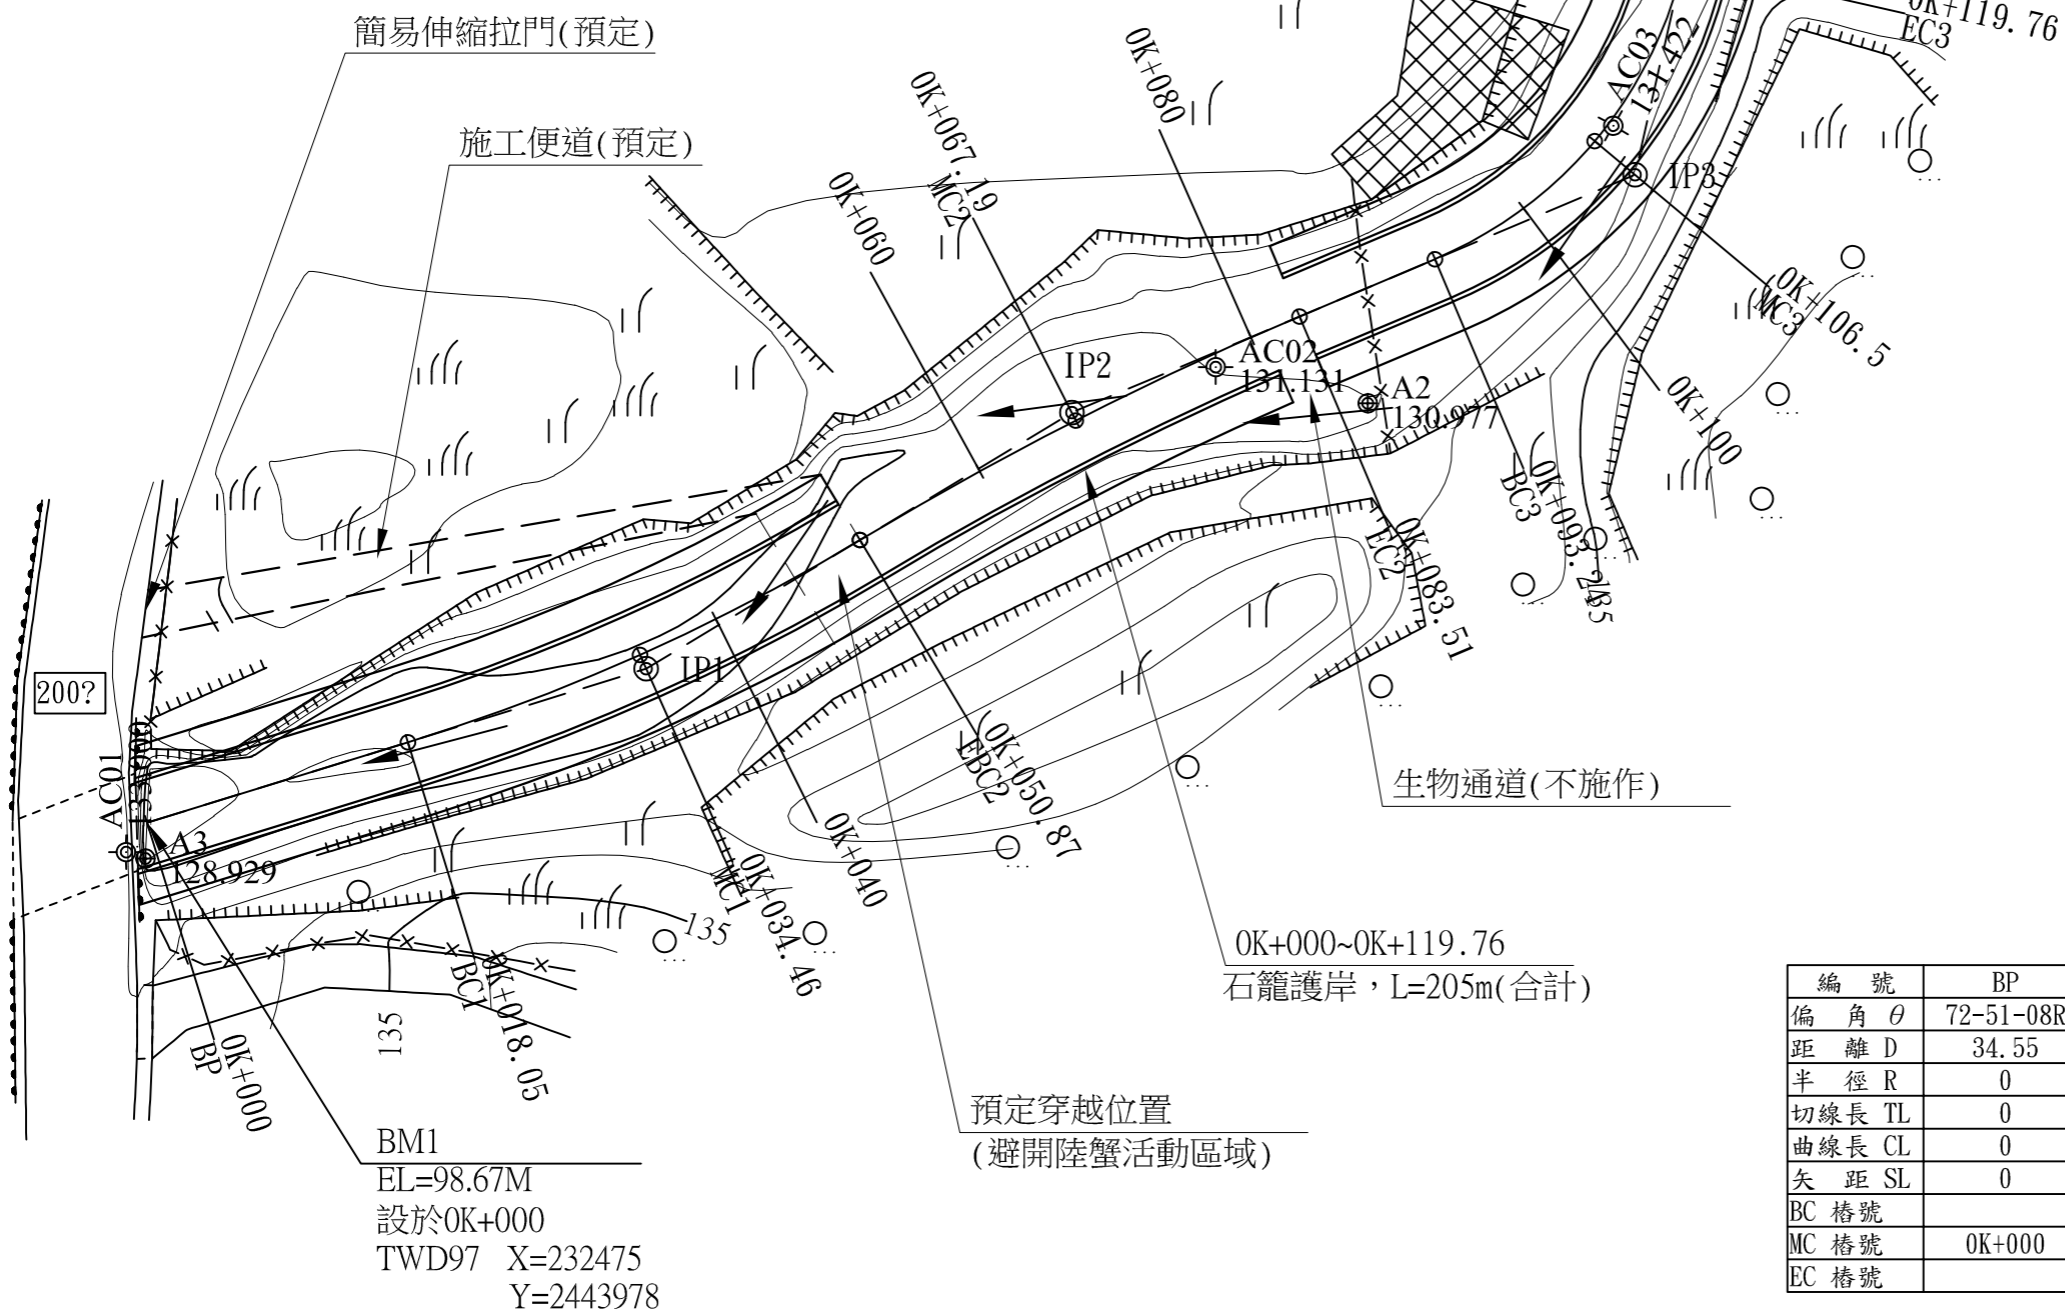 簡易伸縮拉門(預定)
施工便道(預定)
0K+119.76
EC3
AC03
131.422
0K+080
0K+067.19
MC2
0K+060
IP3
0K+106.5
MC3
IP2
AC02
131.131
A2
130.977
0K+100
0K+093.24
BC3
135
0K+083.51
EC2
IP1
200?
AC01
A3
128.929
0K+050.87
EBC2
0K+040
0K+034.46
MC1
135
135
0K+018.05
BC1
0K+000
BP
生物通道(不施作)
0K+000~0K+119.76
石籠護岸，L=205m(合計)
預定穿越位置
(避開陸蟹活動區域)
BM1
EL=98.67M
設於0K+000
TWD97 X=232475
Y=2443978
編 號 BP
偏 角 θ 72-51-08R
距 離 D 34.55
半 徑 R 0
切線長 TL 0
曲線長 CL 0
矢 距 SL 0
BC 樁號
MC 樁號 0K+000
EC 樁號